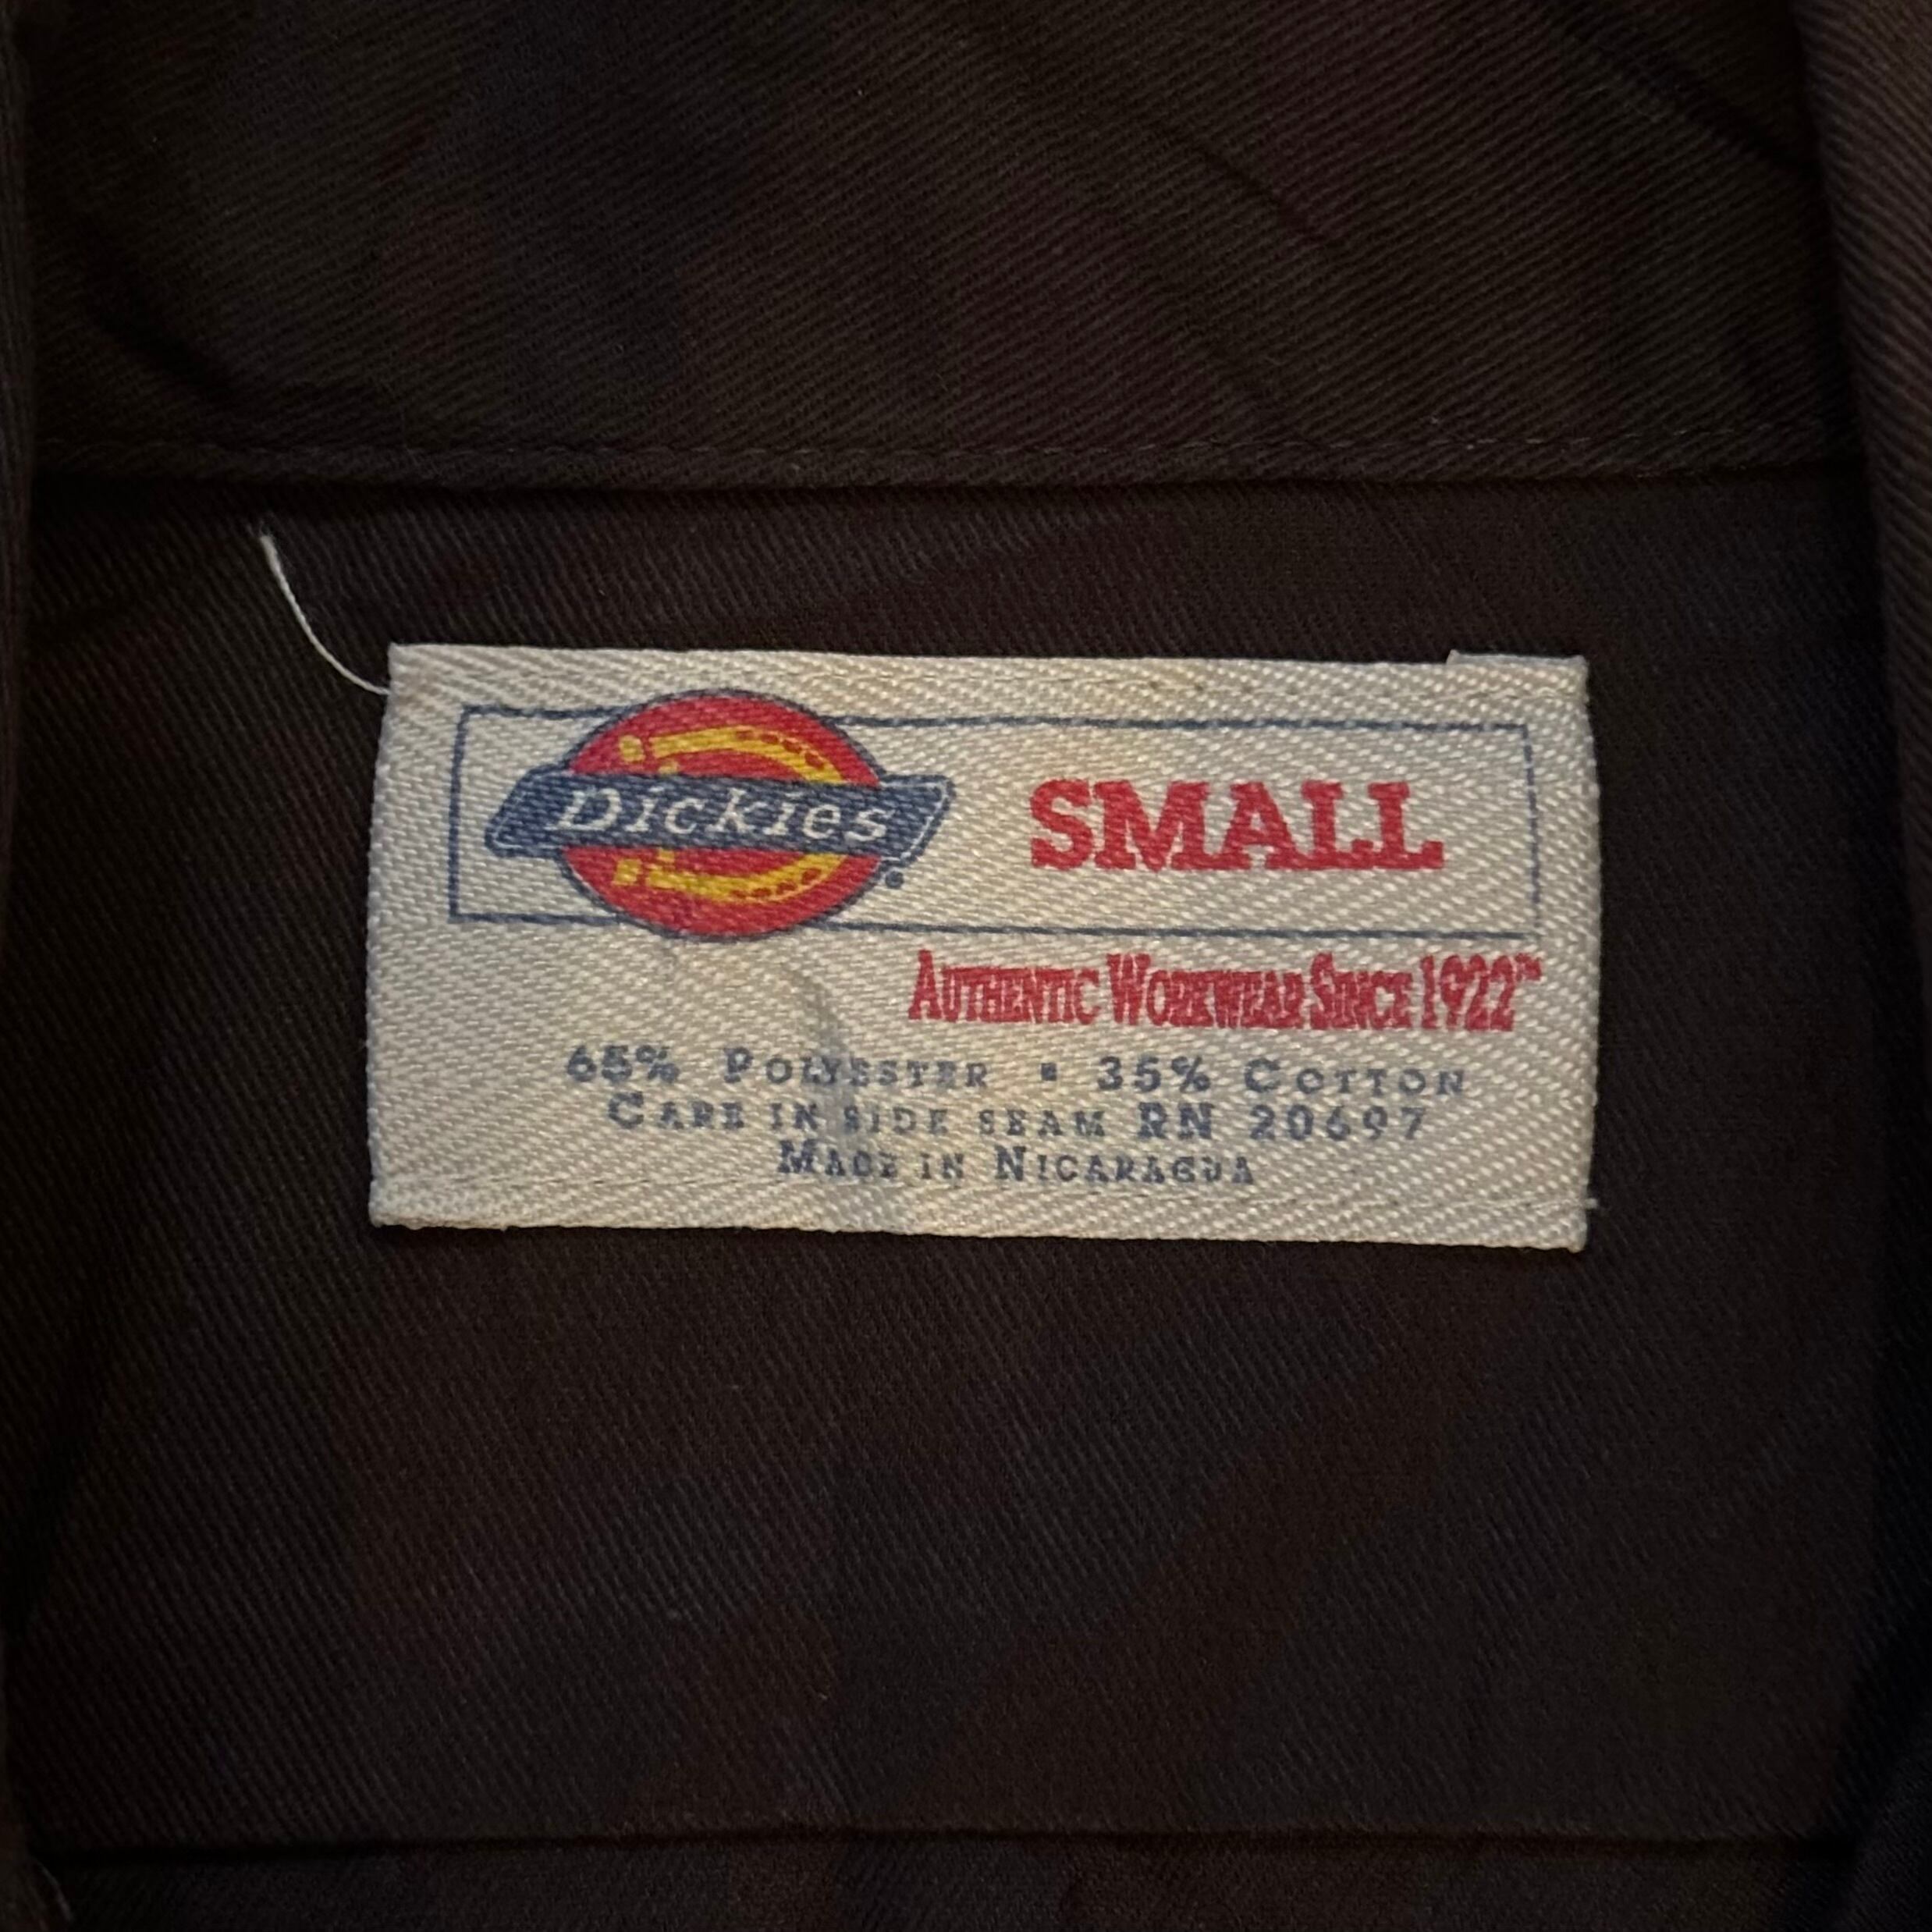 Dickies
SMALL
AUTHENTIC WORKWEAR SINCE 1922™
65% POLYESTER ▪ 35% COTTON
CARE IN SIDE SEAM RN 20697
MADE IN NICARAGUA